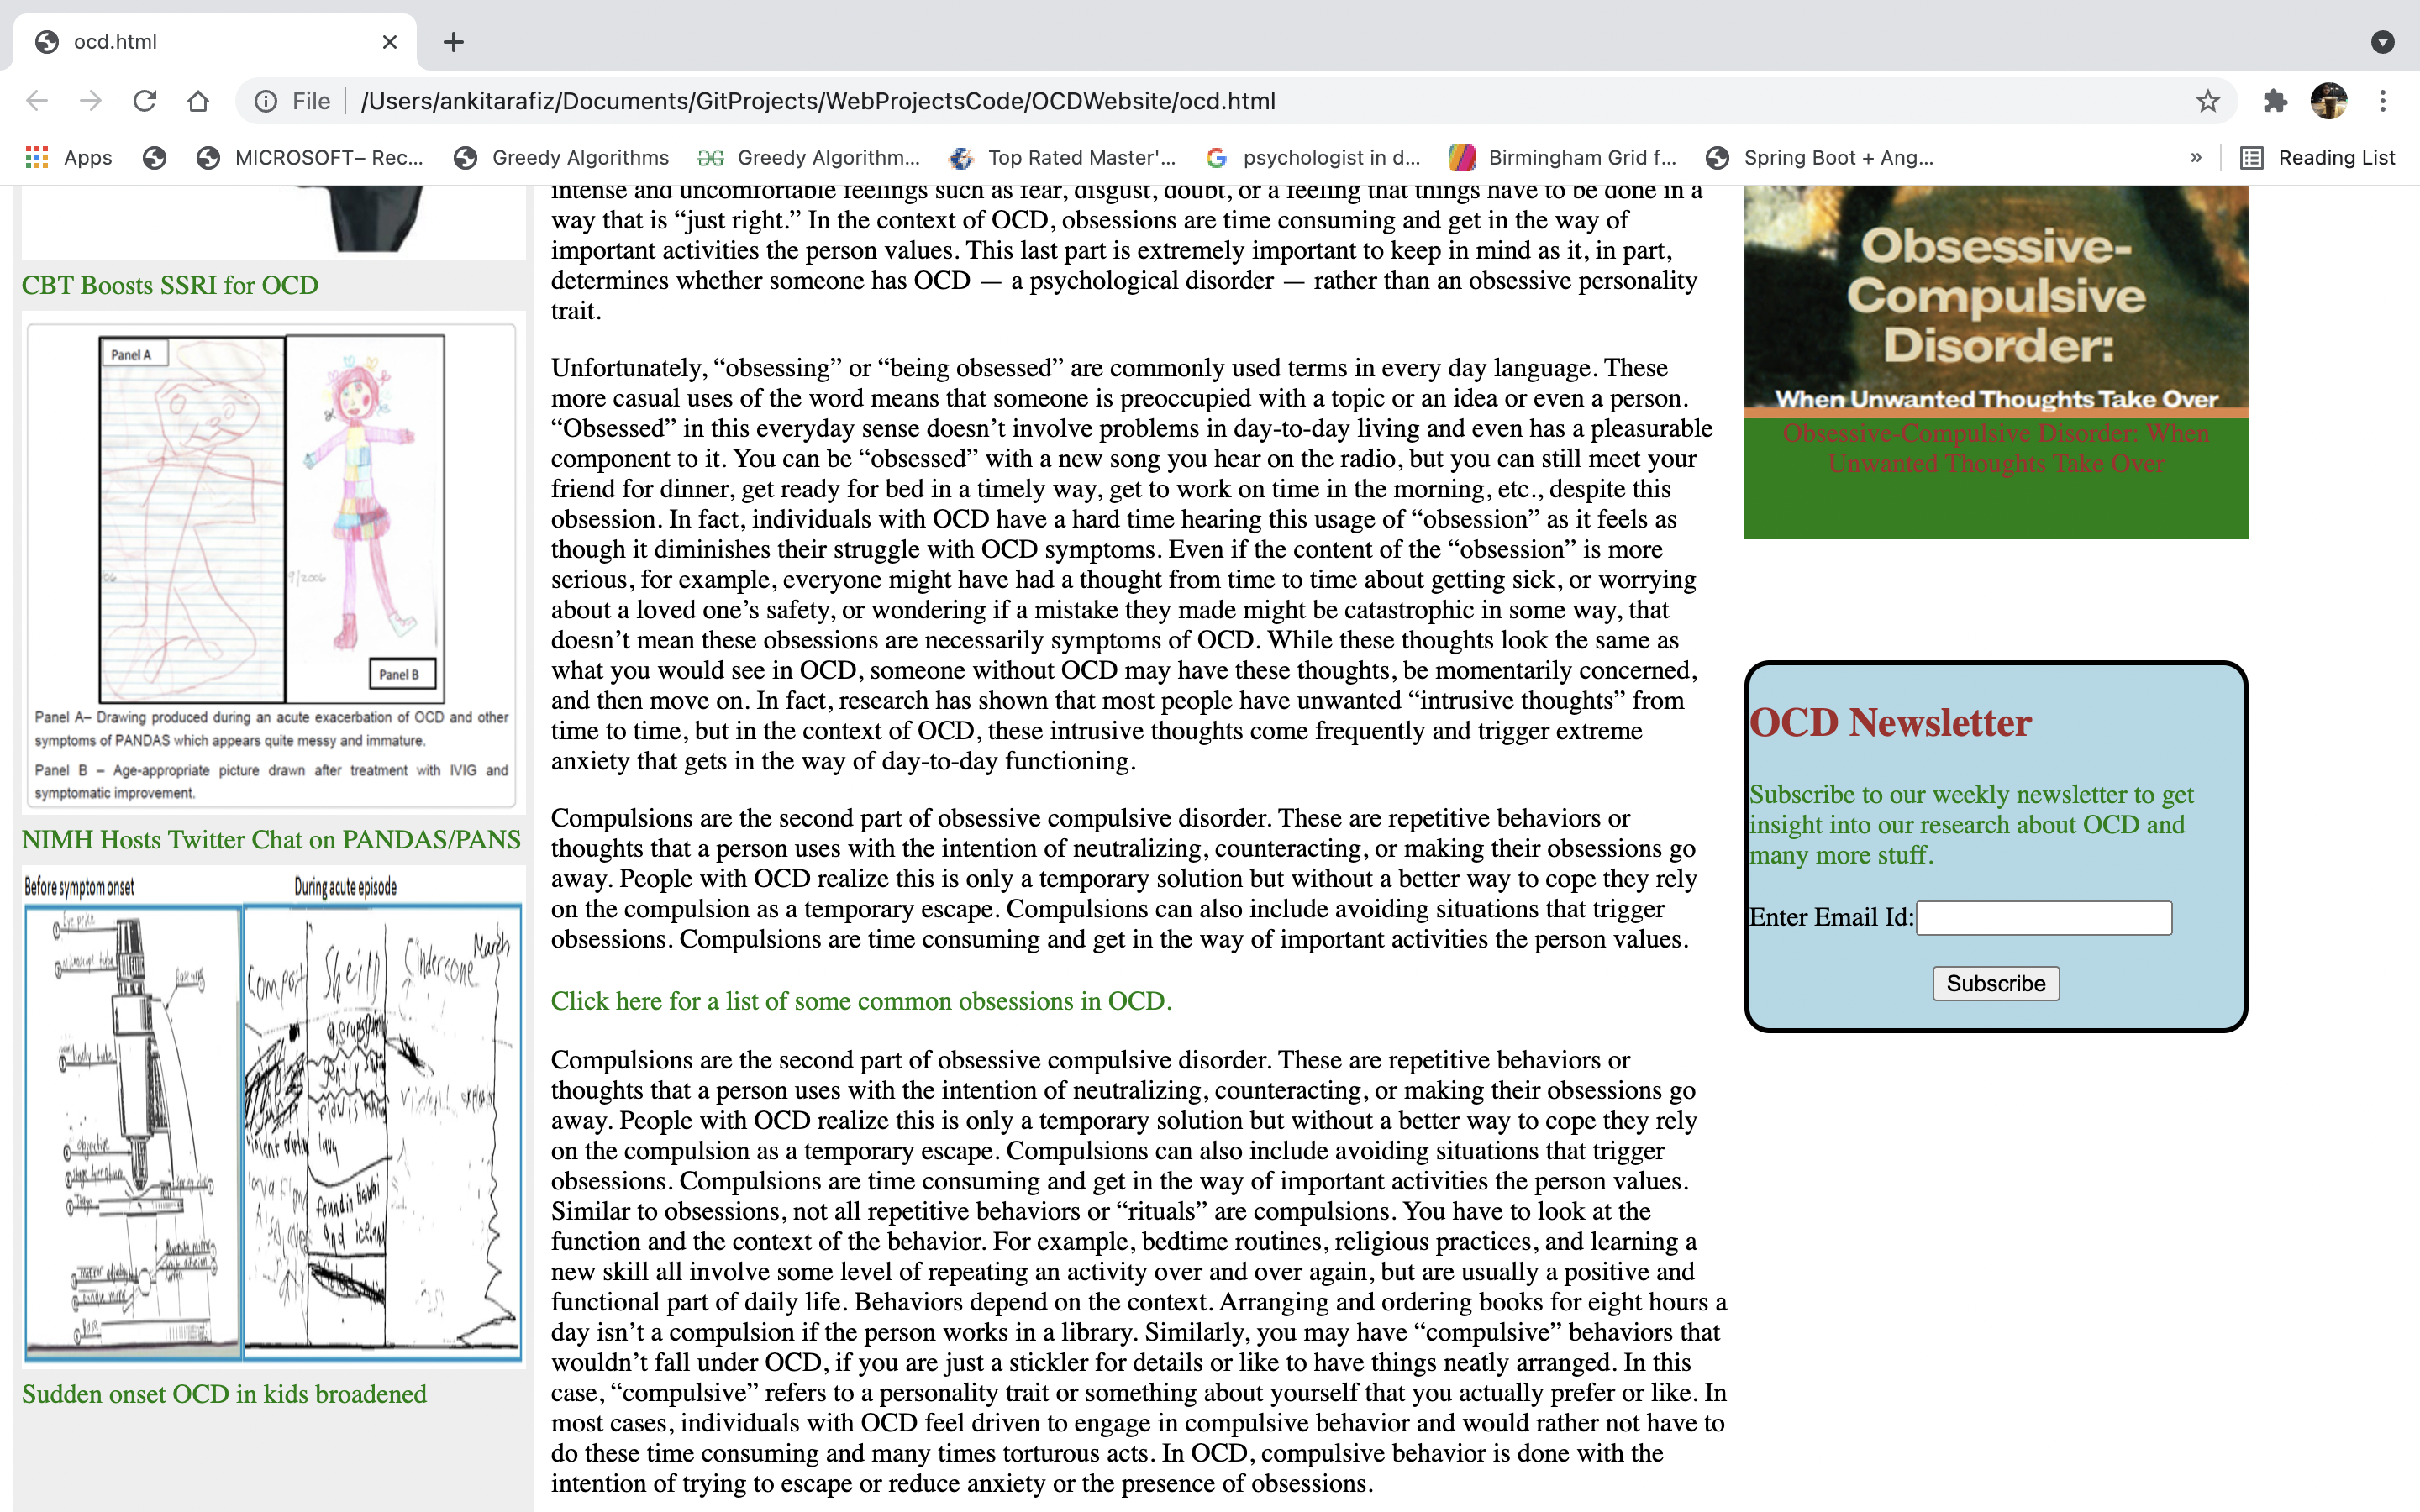 ocd.html
File
/Users/ankitarafiz/Documents/GitProjects/WebProjectsCode/OCDWebsite/ocd.html
Apps
MICROSOFT– Rec...
Greedy Algorithms
Greedy Algorithm...
Top Rated Master'...
psychologist in d...
Birmingham Grid f...
Spring Boot + Ang...
»
Reading List
CBT Boosts SSRI for OCD
Panel A
Panel B
Panel A– Drawing produced during an acute exacerbation of OCD and other
symptoms of PANDAS which appears quite messy and immature.
Panel B – Age-appropriate picture drawn after treatment with IVIG and
symptomatic improvement.
NIMH Hosts Twitter Chat on PANDAS/PANS
Before symptom onset
During acute episode
Compost
Cindercone
March
found in Hawaii
and iceland
Sudden onset OCD in kids broadened
intense and uncomfortable feelings such as fear, disgust, doubt, or a feeling that things have to be done in a
way that is “just right.” In the context of OCD, obsessions are time consuming and get in the way of
important activities the person values. This last part is extremely important to keep in mind as it, in part,
determines whether someone has OCD — a psychological disorder — rather than an obsessive personality
trait.
Unfortunately, “obsessing” or “being obsessed” are commonly used terms in every day language. These
more casual uses of the word means that someone is preoccupied with a topic or an idea or even a person.
“Obsessed” in this everyday sense doesn’t involve problems in day-to-day living and even has a pleasurable
component to it. You can be “obsessed” with a new song you hear on the radio, but you can still meet your
friend for dinner, get ready for bed in a timely way, get to work on time in the morning, etc., despite this
obsession. In fact, individuals with OCD have a hard time hearing this usage of “obsession” as it feels as
though it diminishes their struggle with OCD symptoms. Even if the content of the “obsession” is more
serious, for example, everyone might have had a thought from time to time about getting sick, or worrying
about a loved one’s safety, or wondering if a mistake they made might be catastrophic in some way, that
doesn’t mean these obsessions are necessarily symptoms of OCD. While these thoughts look the same as
what you would see in OCD, someone without OCD may have these thoughts, be momentarily concerned,
and then move on. In fact, research has shown that most people have unwanted “intrusive thoughts” from
time to time, but in the context of OCD, these intrusive thoughts come frequently and trigger extreme
anxiety that gets in the way of day-to-day functioning.
Compulsions are the second part of obsessive compulsive disorder. These are repetitive behaviors or
thoughts that a person uses with the intention of neutralizing, counteracting, or making their obsessions go
away. People with OCD realize this is only a temporary solution but without a better way to cope they rely
on the compulsion as a temporary escape. Compulsions can also include avoiding situations that trigger
obsessions. Compulsions are time consuming and get in the way of important activities the person values.
Click here for a list of some common obsessions in OCD.
Compulsions are the second part of obsessive compulsive disorder. These are repetitive behaviors or
thoughts that a person uses with the intention of neutralizing, counteracting, or making their obsessions go
away. People with OCD realize this is only a temporary solution but without a better way to cope they rely
on the compulsion as a temporary escape. Compulsions can also include avoiding situations that trigger
obsessions. Compulsions are time consuming and get in the way of important activities the person values.
Similar to obsessions, not all repetitive behaviors or “rituals” are compulsions. You have to look at the
function and the context of the behavior. For example, bedtime routines, religious practices, and learning a
new skill all involve some level of repeating an activity over and over again, but are usually a positive and
functional part of daily life. Behaviors depend on the context. Arranging and ordering books for eight hours a
day isn’t a compulsion if the person works in a library. Similarly, you may have “compulsive” behaviors that
wouldn’t fall under OCD, if you are just a stickler for details or like to have things neatly arranged. In this
case, “compulsive” refers to a personality trait or something about yourself that you actually prefer or like. In
most cases, individuals with OCD feel driven to engage in compulsive behavior and would rather not have to
do these time consuming and many times torturous acts. In OCD, compulsive behavior is done with the
intention of trying to escape or reduce anxiety or the presence of obsessions.
Obsessive-
Compulsive
Disorder:
When Unwanted Thoughts Take Over
Obsessive-Compulsive Disorder: When
Unwanted Thoughts Take Over
OCD Newsletter
Subscribe to our weekly newsletter to get
insight into our research about OCD and
many more stuff.
Enter Email Id:
Subscribe